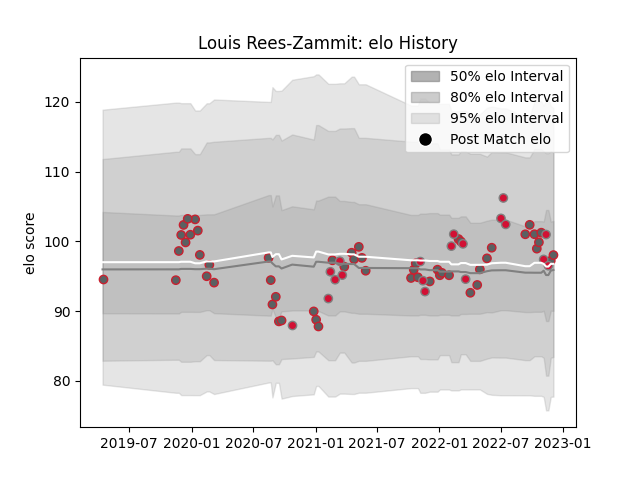 Louis Rees-Zammit: elo History
50% elo Interval
80% elo Interval
95% elo Interval
Post Match elo
elo score
120
110
100
90
80
2019-07 2020-01 2020-07 2021-01 2021-07 2022-01 2022-07 2023-01